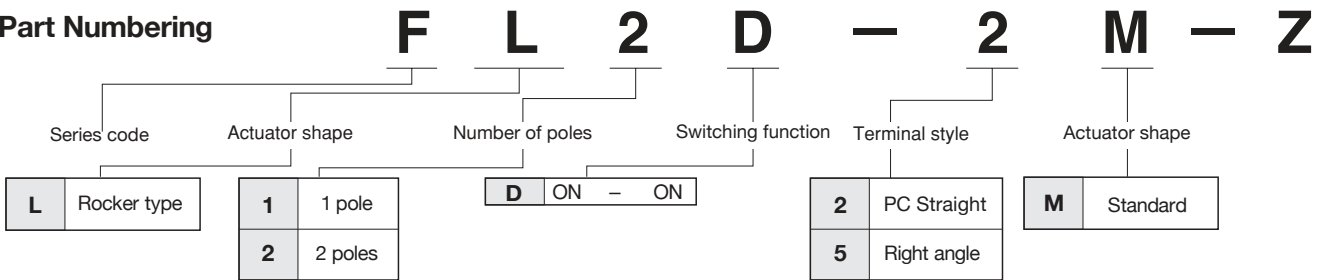 Part Numbering F L 2 D – 2 M – Z
Series code Actuator shape Number of poles Switching function Terminal style Actuator shape
L Rocker type 1 1 pole D ON – ON 2 PC Straight M Standard
2 2 poles 5 Right angle